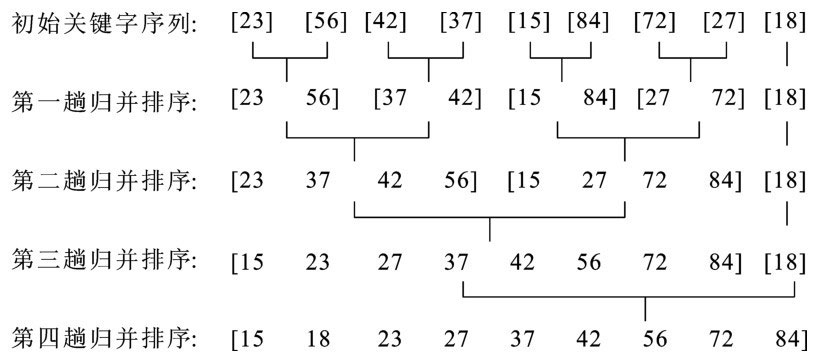 初始关键字序列: [23] [56] [42] [37] [15] [84] [72] [27] [18]
第一趟归并排序: [23 56] [37 42] [15 84] [27 72] [18]
第二趟归并排序: [23 37 42 56] [15 27 72 84] [18]
第三趟归并排序: [15 23 27 37 42 56 72 84] [18]
第四趟归并排序: [15 18 23 27 37 42 56 72 84]